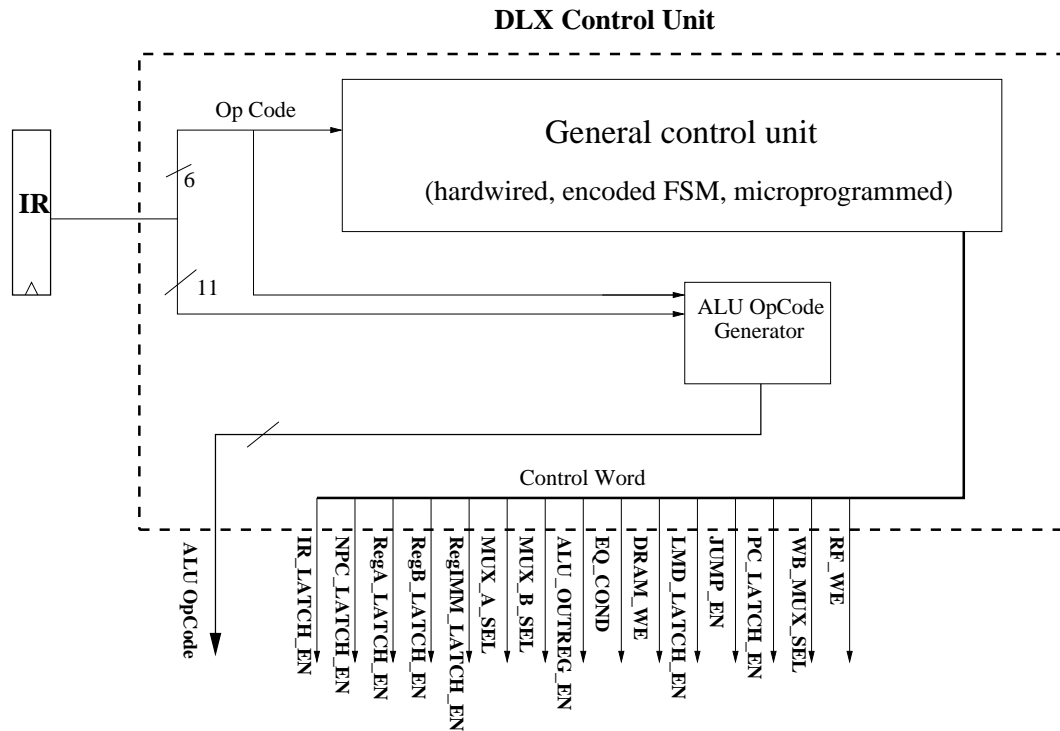 DLX Control Unit
Op Code
General control unit
(hardwired, encoded FSM, microprogrammed)
6
IR
11
ALU OpCode
Generator
Control Word
ALU OpCode
IR_LATCH_EN
NPC_LATCH_EN
RegA_LATCH_EN
RegB_LATCH_EN
RegIMM_LATCH_EN
MUX_A_SEL
MUX_B_SEL
ALU_OUTREG_EN
EQ_COND
DRAM_WE
LMD_LATCH_EN
JUMP_EN
PC_LATCH_EN
WB_MUX_SEL
RF_WE